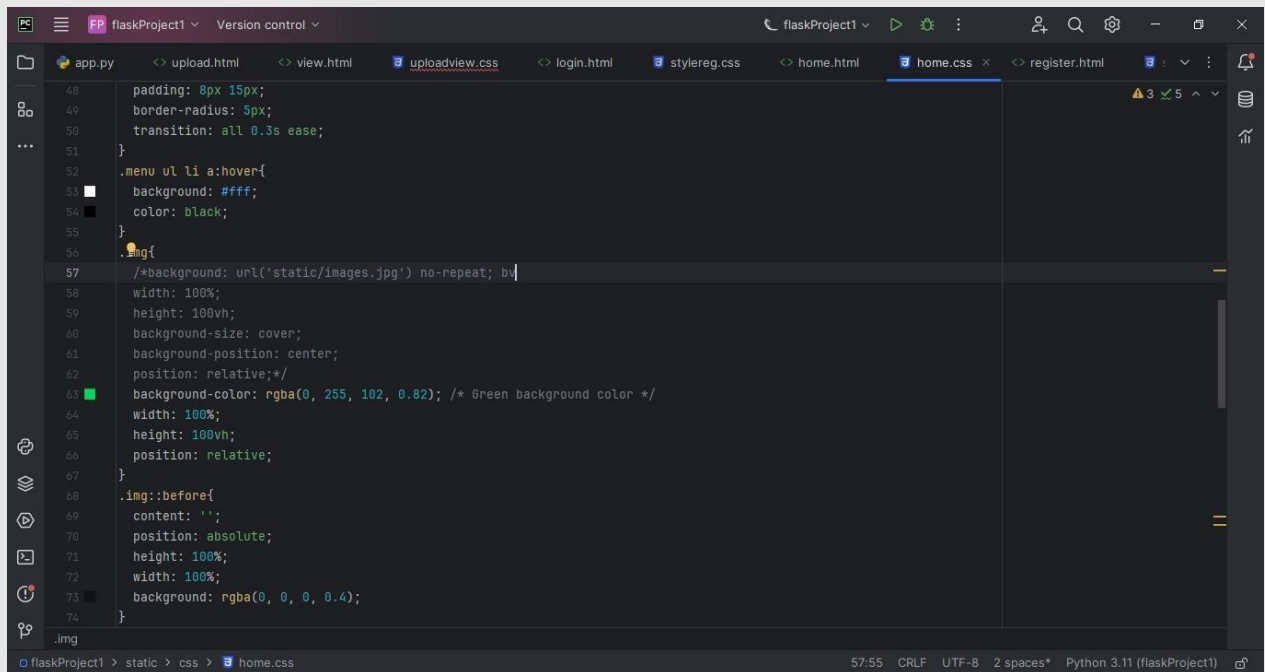 PC FP flaskProject1 Version control flaskProject1
app.py <> upload.html <> view.html uploadview.css <> login.html stylereg.css <> home.html home.css × <> register.html
3 5
48 padding: 8px 15px;
49 border-radius: 5px;
50 transition: all 0.3s ease;
51 }
52 .menu ul li a:hover{
53 background: #fff;
54 color: black;
55 }
56 .img{
57 /*background: url('static/images.jpg') no-repeat; bv
58 width: 100%;
59 height: 100vh;
60 background-size: cover;
61 background-position: center;
62 position: relative;*/
63 background-color: rgba(0, 255, 102, 0.82); /* Green background color */
64 width: 100%;
65 height: 100vh;
66 position: relative;
67 }
68 .img::before{
69 content: '';
70 position: absolute;
71 height: 100%;
72 width: 100%;
73 background: rgba(0, 0, 0, 0.4);
74 }
.img
flaskProject1 > static > css > home.css 57:55 CRLF UTF-8 2 spaces* Python 3.11 (flaskProject1)